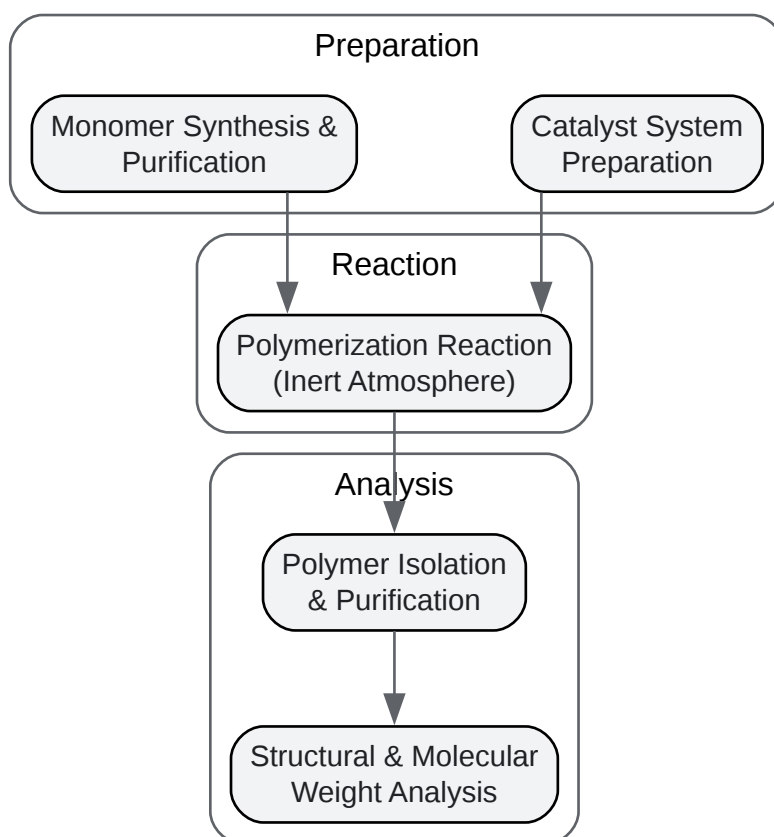 Preparation
Monomer Synthesis &
Purification
Catalyst System
Preparation
Reaction
Polymerization Reaction
(Inert Atmosphere)
Analysis
Polymer Isolation
& Purification
Structural & Molecular
Weight Analysis